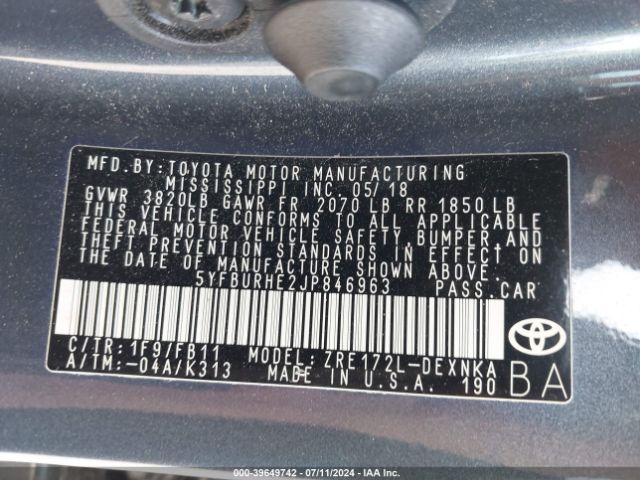 MFD.BY:TOYOTA MOTOR MANUFACTURING
MISSISSIPPI INC 05/18
GVWR 3820LB GAWR FR 2070 LB RR 1850 LB
THIS VEHICLE CONFORMS TO ALL APPLICABLE
FEDERAL MOTOR VEHICLE SAFETY, BUMPER, AND
THEFT PREVENTION STANDARDS IN EFFECT ON
THE DATE OF MANUFACTURE SHOWN ABOVE.
5YFBURHE2JP846963 PASS.CAR
C/TR:1F9/FB11 MODEL:ZRE172L-DEXNKA
A/TM:-04A/K313 MADE IN U.S.A. 190
BA
000-39649742 - 07/11/2024 - IAA Inc.